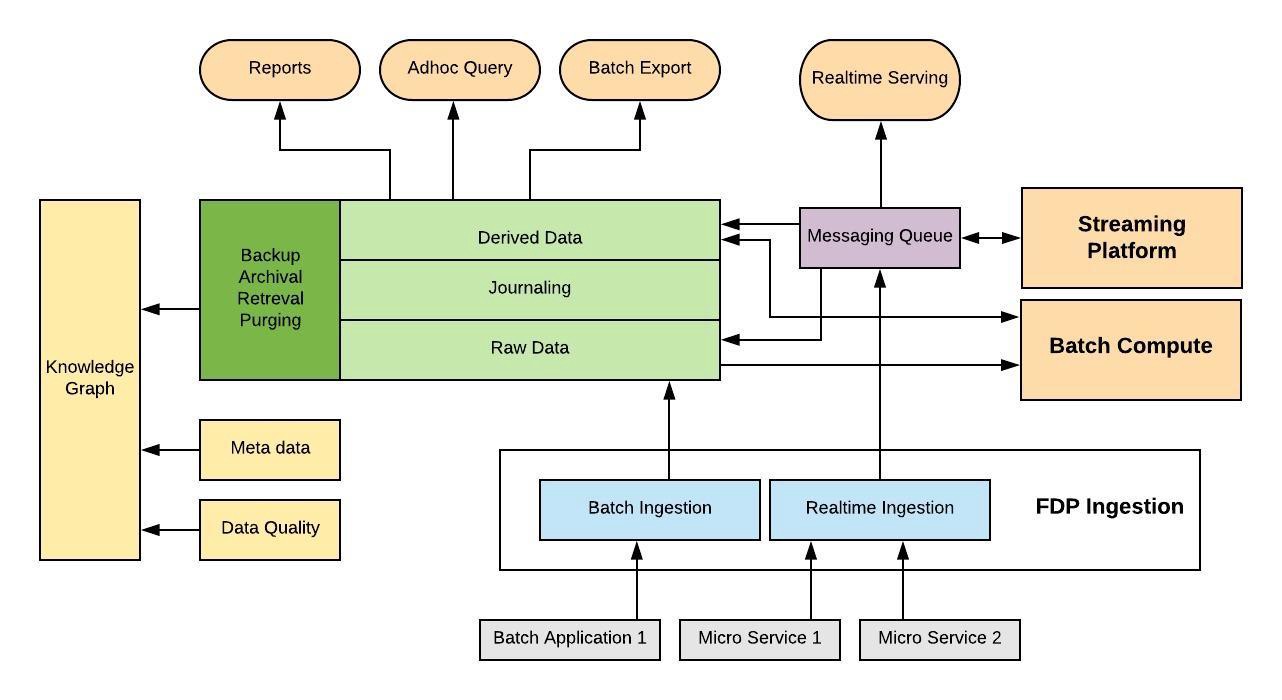 Reports
Adhoc Query
Batch Export
Realtime Serving
Backup
Archival
Retreval
Purging
Derived Data
Journaling
Raw Data
Messaging Queue
Streaming
Platform
Batch Compute
Knowledge
Graph
Meta data
Data Quality
Batch Ingestion
Realtime Ingestion
FDP Ingestion
Batch Application 1
Micro Service 1
Micro Service 2